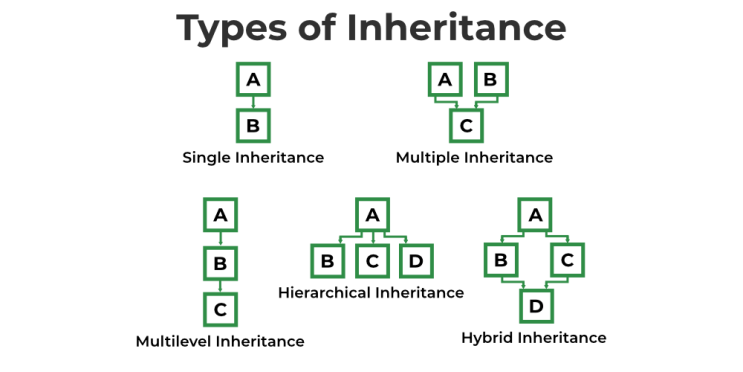 Types of Inheritance
A
B
Single Inheritance
A B
C
Multiple Inheritance
A
B
C
Multilevel Inheritance
A
B C D
Hierarchical Inheritance
A
B C
D
Hybrid Inheritance